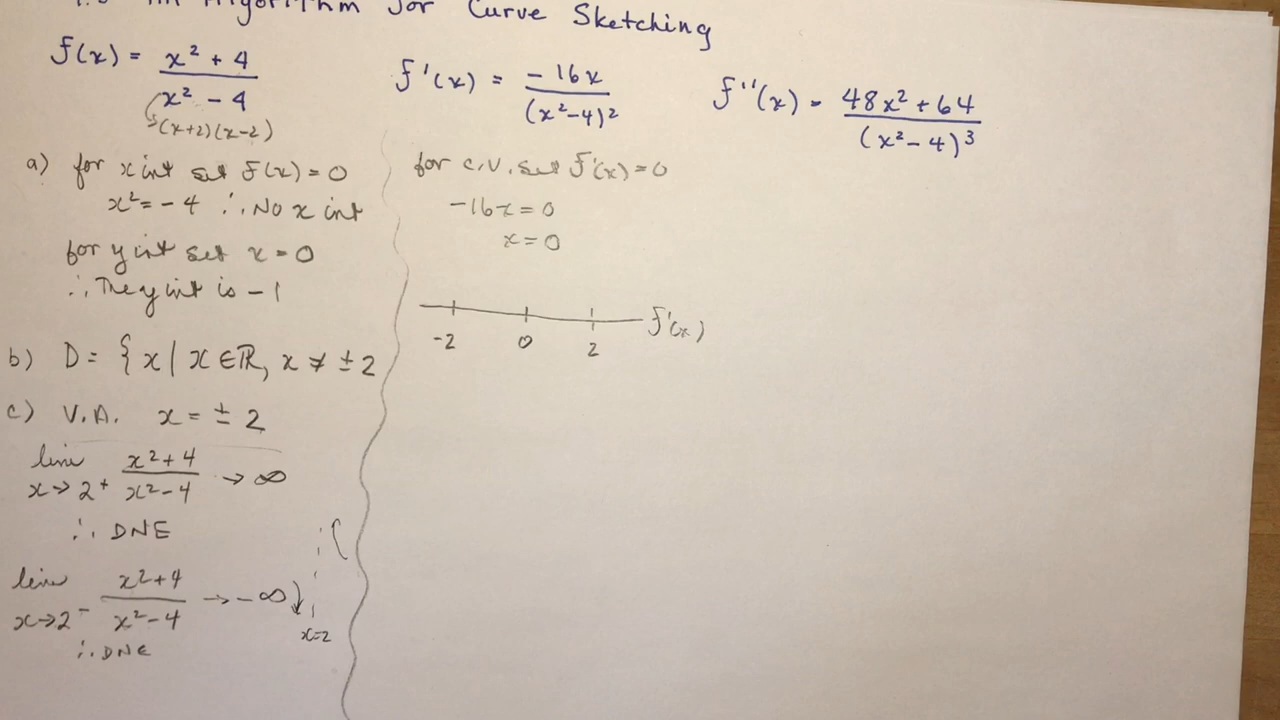 An Algorithm for Curve Sketching
f(x) = (x² + 4)/(x² - 4)
(x+2)(x-2)
f'(x) = -16x/(x²-4)²
f''(x) = (48x² + 64)/(x²-4)³
a) for x int set f(x) = 0
x² = -4 ∴ No x int
for y int set x = 0
∴ The y int is -1
b) D = { x | x ∈ ℝ, x ≠ ± 2
c) V.A. x = ± 2
lim x→2⁺ (x²+4)/(x²-4) → ∞
∴ DNE
lim x→2⁻ (x²+4)/(x²-4) → -∞
∴ DNE
x=2
for c.v. set f'(x) = 0
-16x = 0
x = 0
f'(x)
-2 0 2